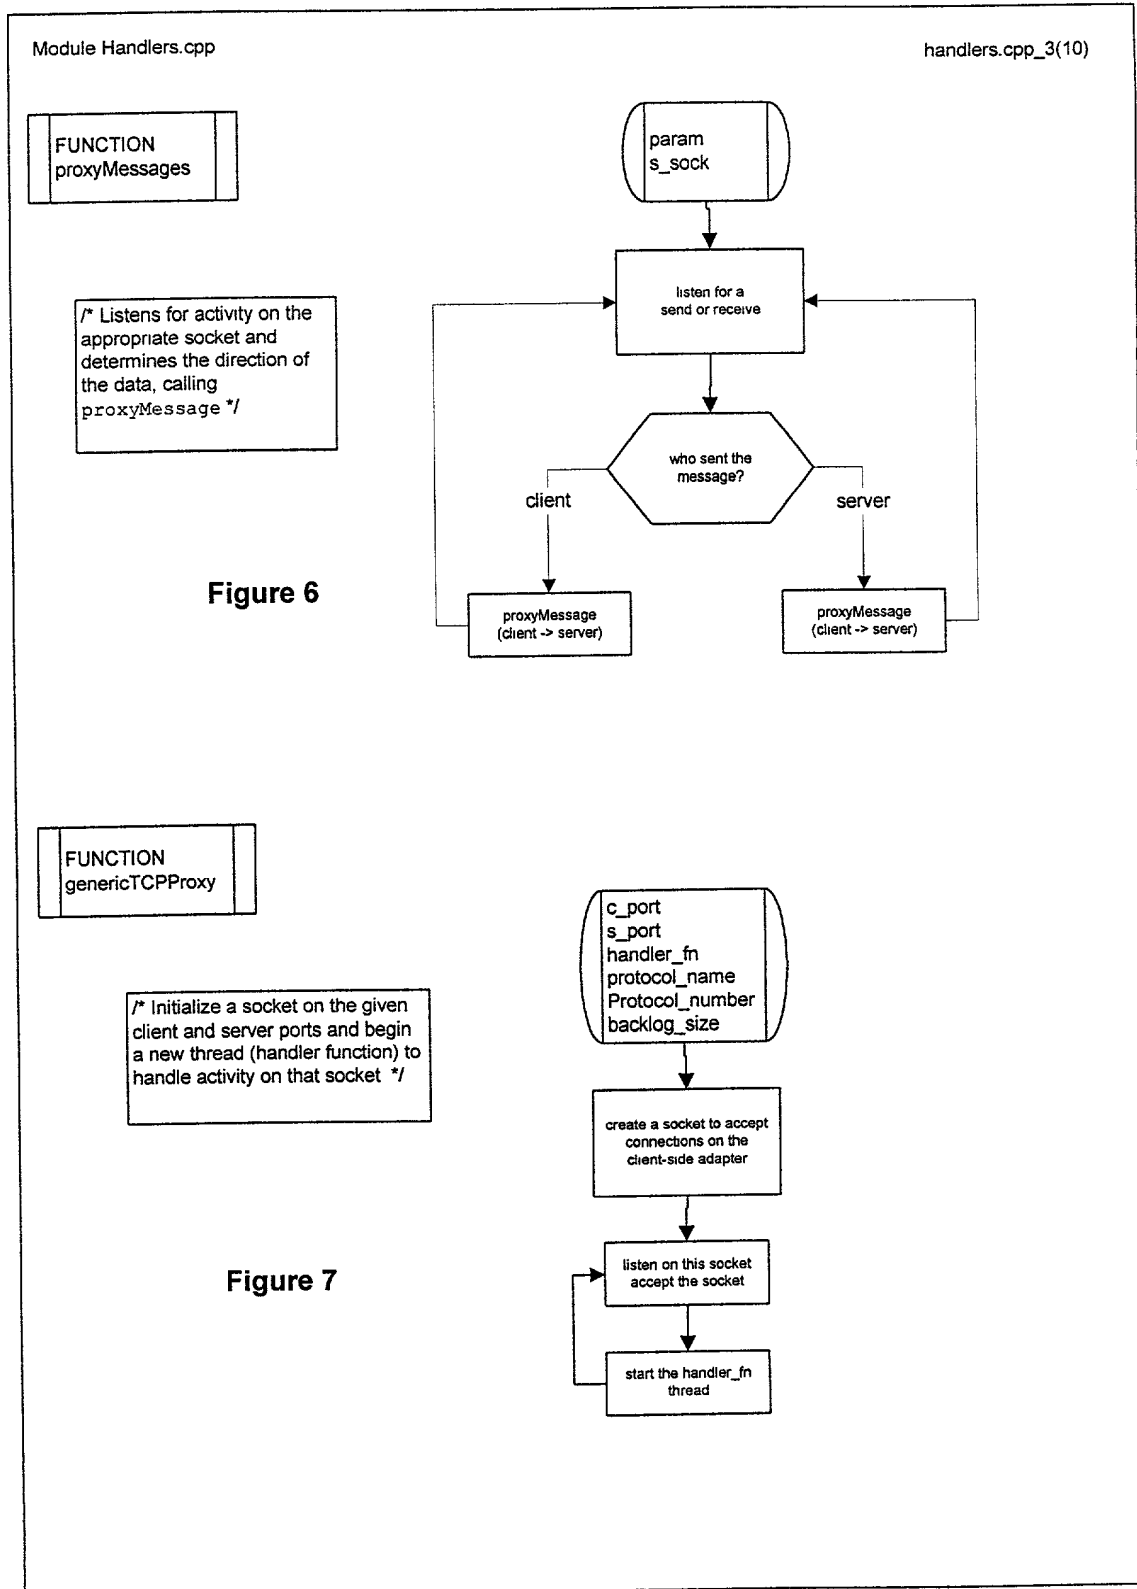 Module Handlers.cpp
handlers.cpp_3(10)
FUNCTION
proxyMessages
param
s_sock
listen for a
send or receive
/* Listens for activity on the
appropriate socket and
determines the direction of
the data, calling
proxyMessage */
who sent the
message?
client
server
Figure 6
proxyMessage
(client -> server)
proxyMessage
(client -> server)
FUNCTION
genericTCPProxy
c_port
s_port
handler_fn
protocol_name
Protocol_number
backlog_size
/* Initialize a socket on the given
client and server ports and begin
a new thread (handler function) to
handle activity on that socket */
create a socket to accept
connections on the
client-side adapter
Figure 7
listen on this socket
accept the socket
start the handler_fn
thread